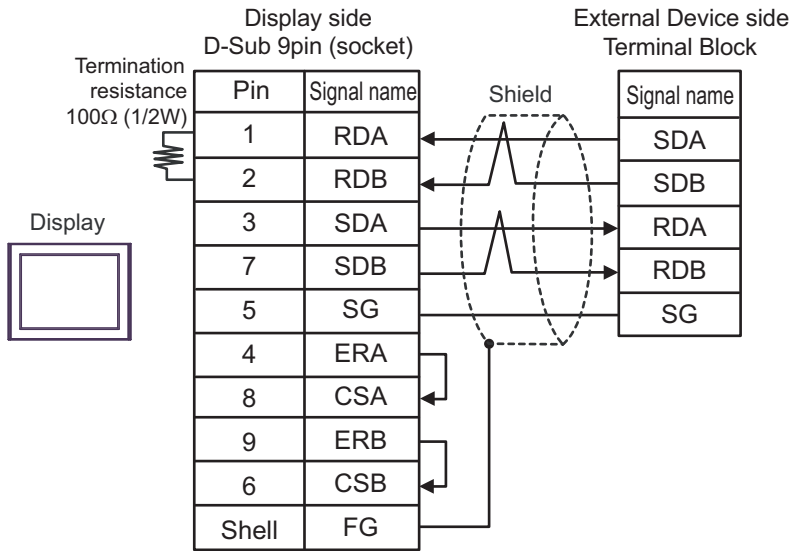 Display side
D-Sub 9pin (socket)
External Device side
Terminal Block
Termination
resistance
100Ω (1/2W)
Pin Signal name
Shield
Signal name
1 RDA
SDA
2 RDB
SDB
Display
3 SDA
RDA
7 SDB
RDB
5 SG
SG
4 ERA
8 CSA
9 ERB
6 CSB
Shell FG